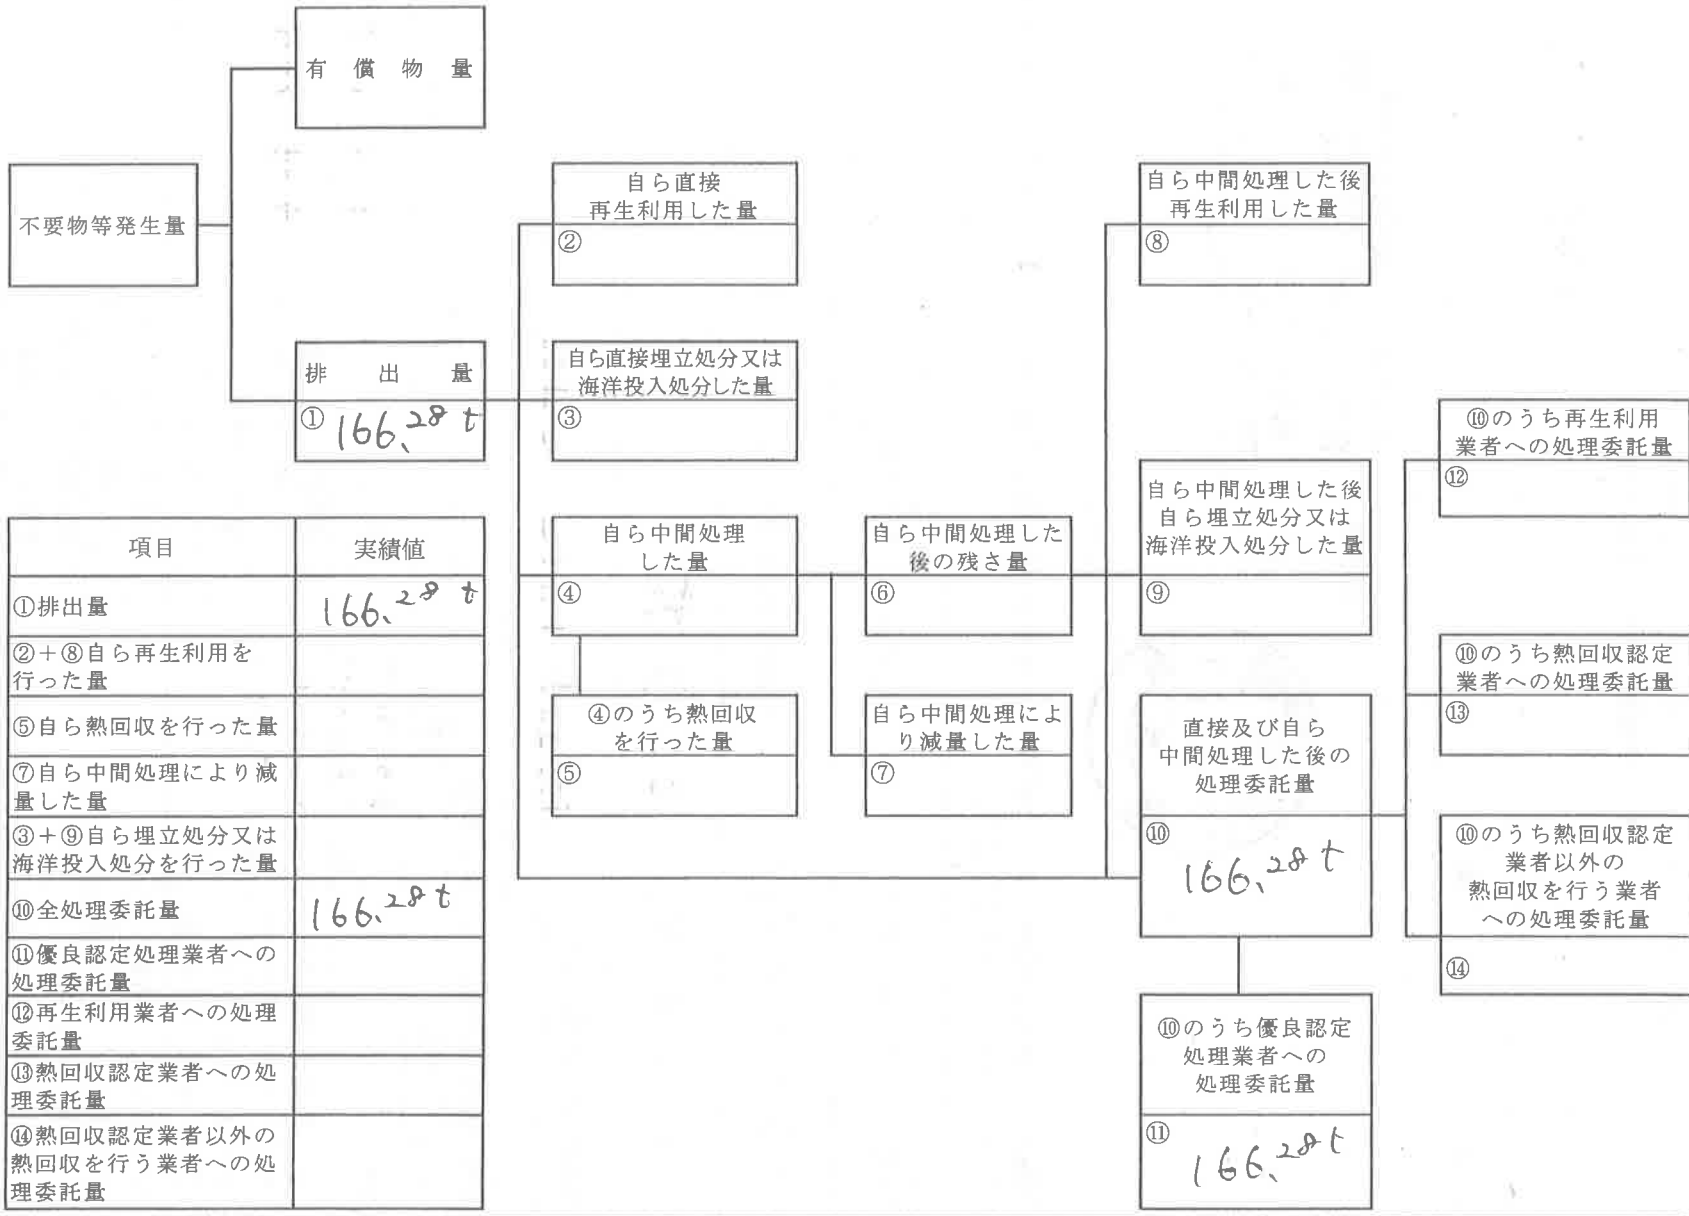 有償物量
不要物等発生量
排出量
① 166.28 t
自ら直接
再生利用した量
②
自ら直接埋立処分又は
海洋投入処分した量
③
自ら中間処理
した量
④
④のうち熱回収
を行った量
⑤
自ら中間処理した
後の残さ量
⑥
自ら中間処理によ
り減量した量
⑦
自ら中間処理した後
再生利用した量
⑧
自ら中間処理した後
自ら埋立処分又は
海洋投入処分した量
⑨
直接及び自ら
中間処理した後の
処理委託量
⑩
166.28 t
⑩のうち優良認定
処理業者への
処理委託量
⑪
166.28 t
⑩のうち再生利用
業者への処理委託量
⑫
⑩のうち熱回収認定
業者への処理委託量
⑬
⑩のうち熱回収認定
業者以外の
熱回収を行う業者
への処理委託量
⑭
項目 実績値
①排出量 166.28 t
②+⑧自ら再生利用を
行った量
⑤自ら熱回収を行った量
⑦自ら中間処理により減
量した量
③+⑨自ら埋立処分又は
海洋投入処分を行った量
⑩全処理委託量 166.28 t
⑪優良認定処理業者への
処理委託量
⑫再生利用業者への処理
委託量
⑬熱回収認定業者への処
理委託量
⑭熱回収認定業者以外の
熱回収を行う業者への処
理委託量